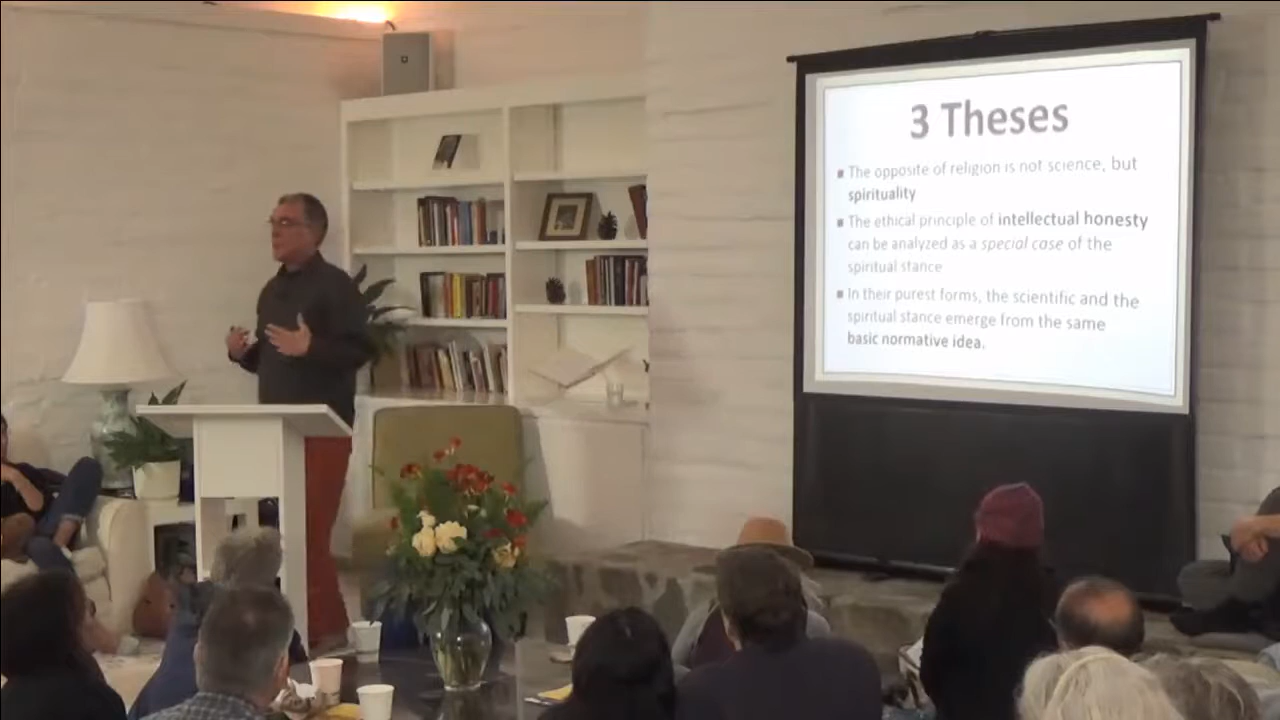 3 Theses
The opposite of religion is not science, but
spirituality
The ethical principle of intellectual honesty
can be analyzed as a special case of the
spiritual stance
In their purest forms, the scientific and the
spiritual stance emerge from the same
basic normative idea.